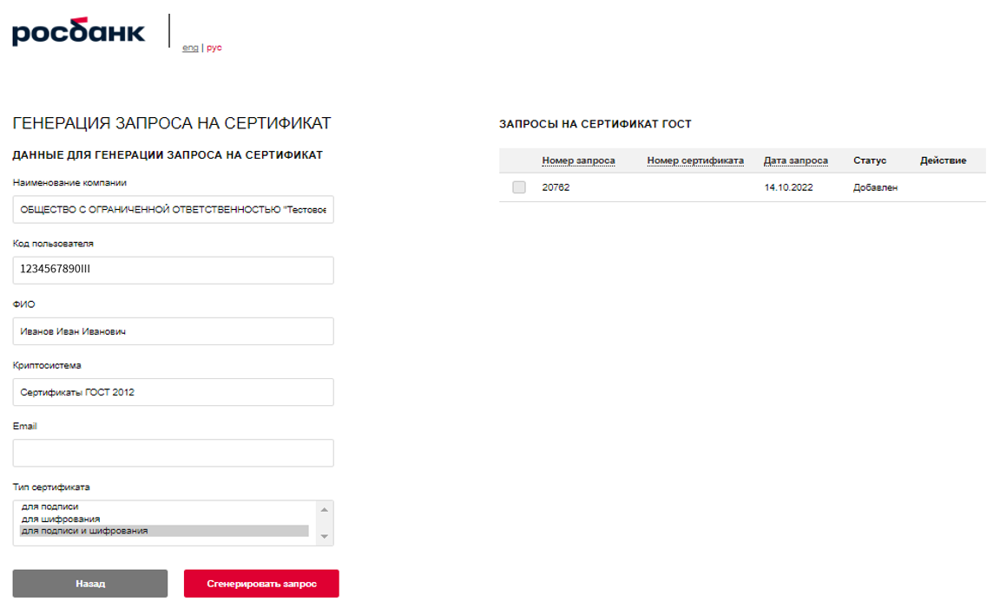 росбанк
eng | рус
ГЕНЕРАЦИЯ ЗАПРОСА НА СЕРТИФИКАТ
ДАННЫЕ ДЛЯ ГЕНЕРАЦИИ ЗАПРОСА НА СЕРТИФИКАТ
Наименование компании
ОБЩЕСТВО С ОГРАНИЧЕННОЙ ОТВЕТСТВЕННОСТЬЮ "Тестовое
Код пользователя
1234567890III
ФИО
Иванов Иван Иванович
Криптосистема
Сертификаты ГОСТ 2012
Email
Тип сертификата
для подписи
для шифрования
для подписи и шифрования
Назад
Сгенерировать запрос
ЗАПРОСЫ НА СЕРТИФИКАТ ГОСТ
Номер запроса Номер сертификата Дата запроса Статус Действие
20762 14.10.2022 Добавлен